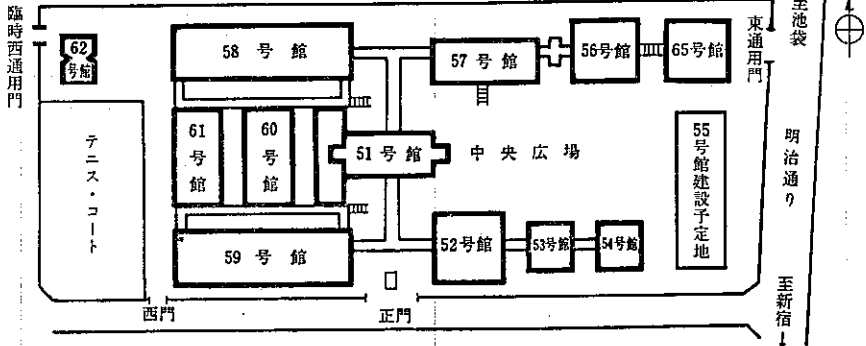 臨時西通用門
62
号館
58 号 館
57 号 館
56号館
65号館
東通用門
至池袋
明治通り
テニス・コート
61
号
館
60
号
館
51 号 館
中 央 広 場
55
号館建設予定地
59 号 館
52号館
53号館
54号館
西門
正門
至新宿